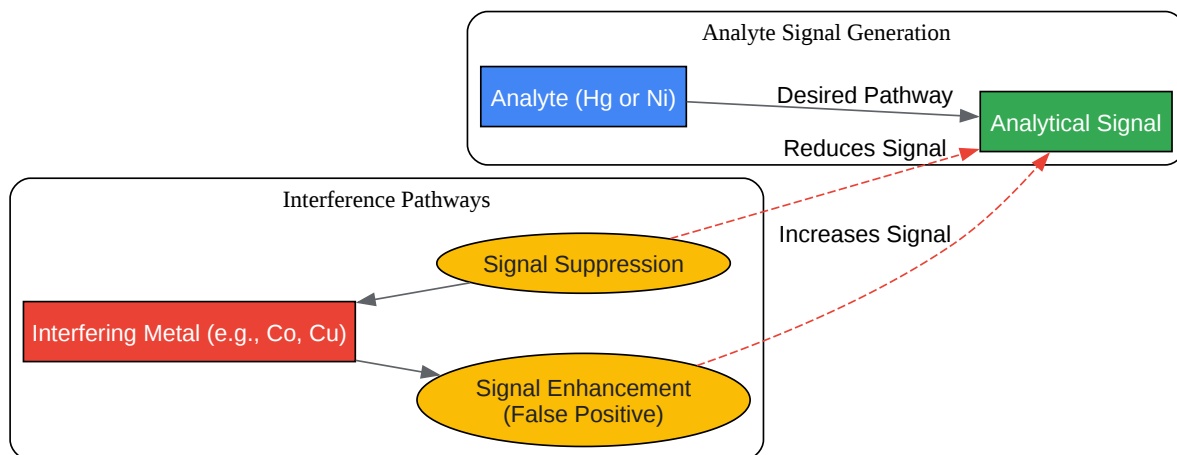 Analyte Signal Generation
Analyte (Hg or Ni)
Desired Pathway
Analytical Signal
Reduces Signal
Interference Pathways
Signal Suppression
Increases Signal
Interfering Metal (e.g., Co, Cu)
Signal Enhancement
(False Positive)